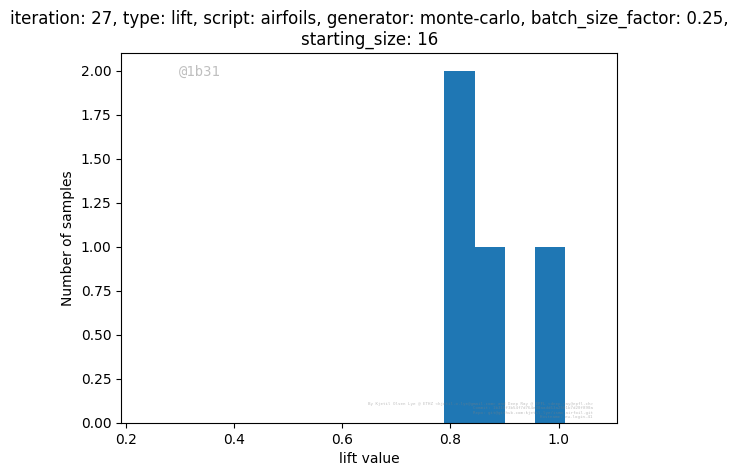 iteration: 27, type: lift, script: airfoils, generator: monte-carlo, batch_size_factor: 0.25,
starting_size: 16
@1b31
2.00
1.75
1.50
1.25
1.00
0.75
0.50
0.25
0.00
Number of samples
0.2 0.4 0.6 0.8 1.0
lift value